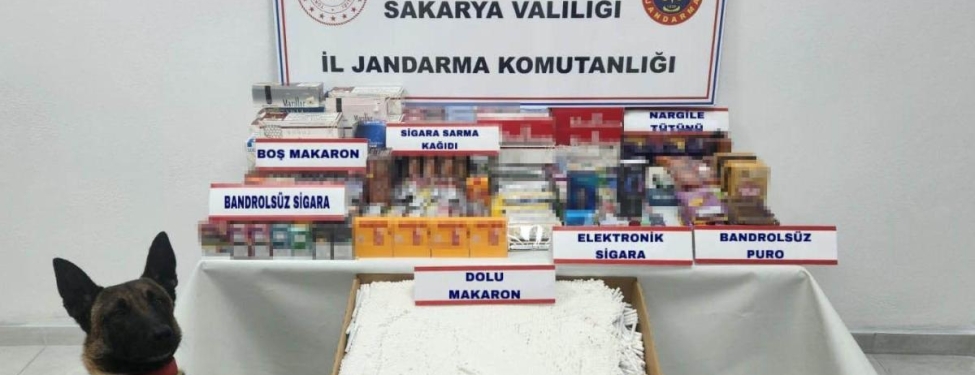 SAKARYA VALİLİĞİ
JANDARMA
İL JANDARMA KOMUTANLIĞI
NARGİLE
TÜTÜNÜ
SİGARA SARMA
KAĞIDI
BOŞ MAKARON
BANDROLSÜZ SİGARA
ELEKTRONİK
SİGARA
BANDROLSÜZ
PURO
DOLU
MAKARON